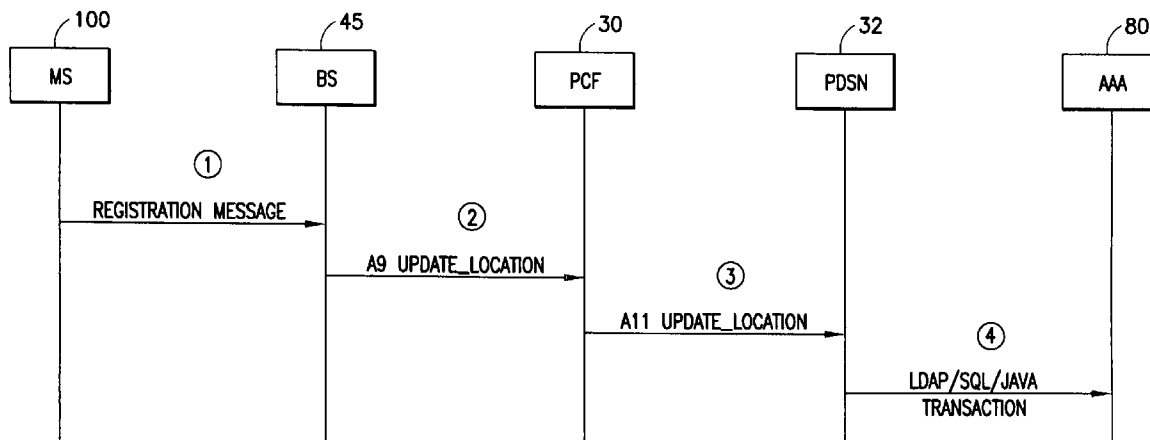 100
45
30
32
80
MS
BS
PCF
PDSN
AAA
1
REGISTRATION MESSAGE
2
A9 UPDATE_LOCATION
3
A11 UPDATE_LOCATION
4
LDAP/SQL/JAVA
TRANSACTION